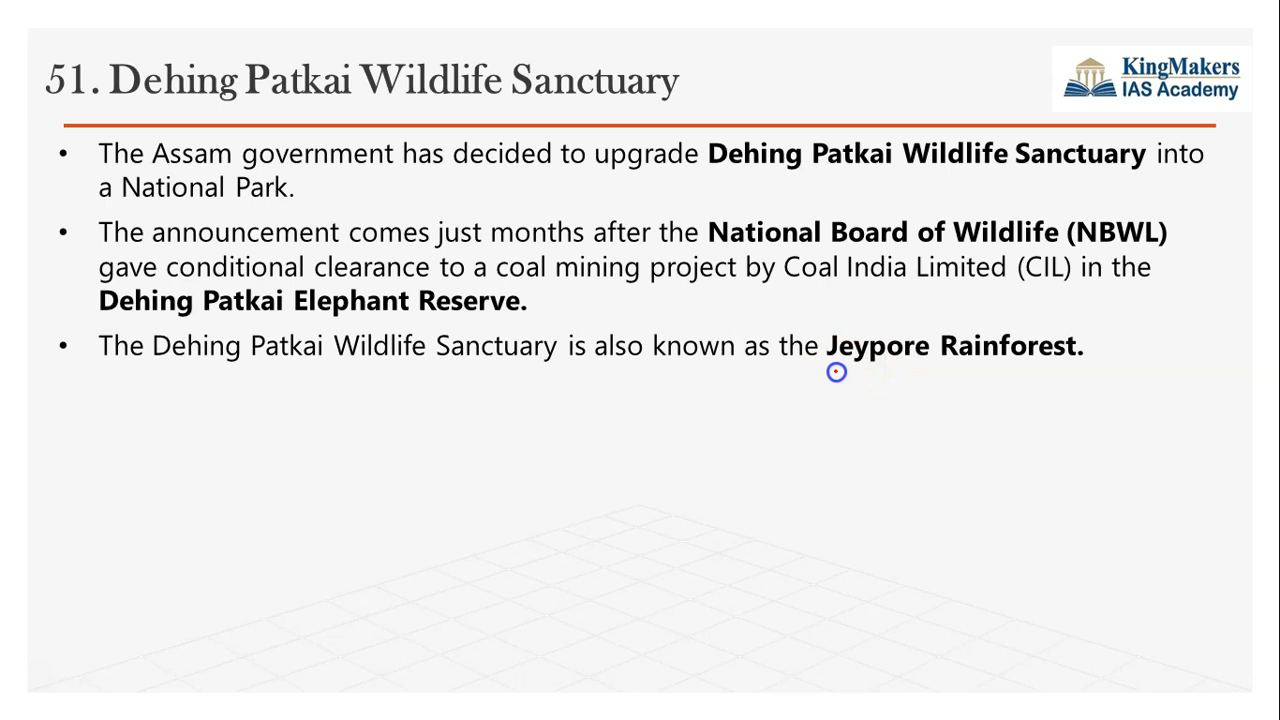 51. Dehing Patkai Wildlife Sanctuary
KingMakers
IAS Academy
• The Assam government has decided to upgrade Dehing Patkai Wildlife Sanctuary into
a National Park.
• The announcement comes just months after the National Board of Wildlife (NBWL)
gave conditional clearance to a coal mining project by Coal India Limited (CIL) in the
Dehing Patkai Elephant Reserve.
• The Dehing Patkai Wildlife Sanctuary is also known as the Jeypore Rainforest.